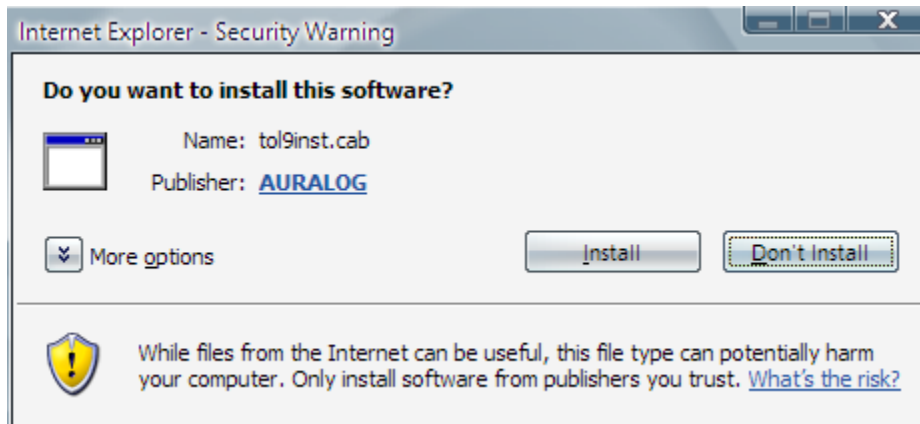 Internet Explorer - Security Warning
Do you want to install this software?
Name: tol9inst.cab
Publisher: AURALOG
More options
Install
Don't Install
While files from the Internet can be useful, this file type can potentially harm
your computer. Only install software from publishers you trust. What's the risk?